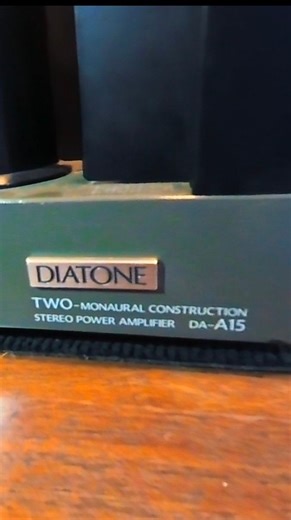 DIATONE
TWO-MONAURAL CONSTRUCTION
STEREO POWER AMPLIFIER DA-A15